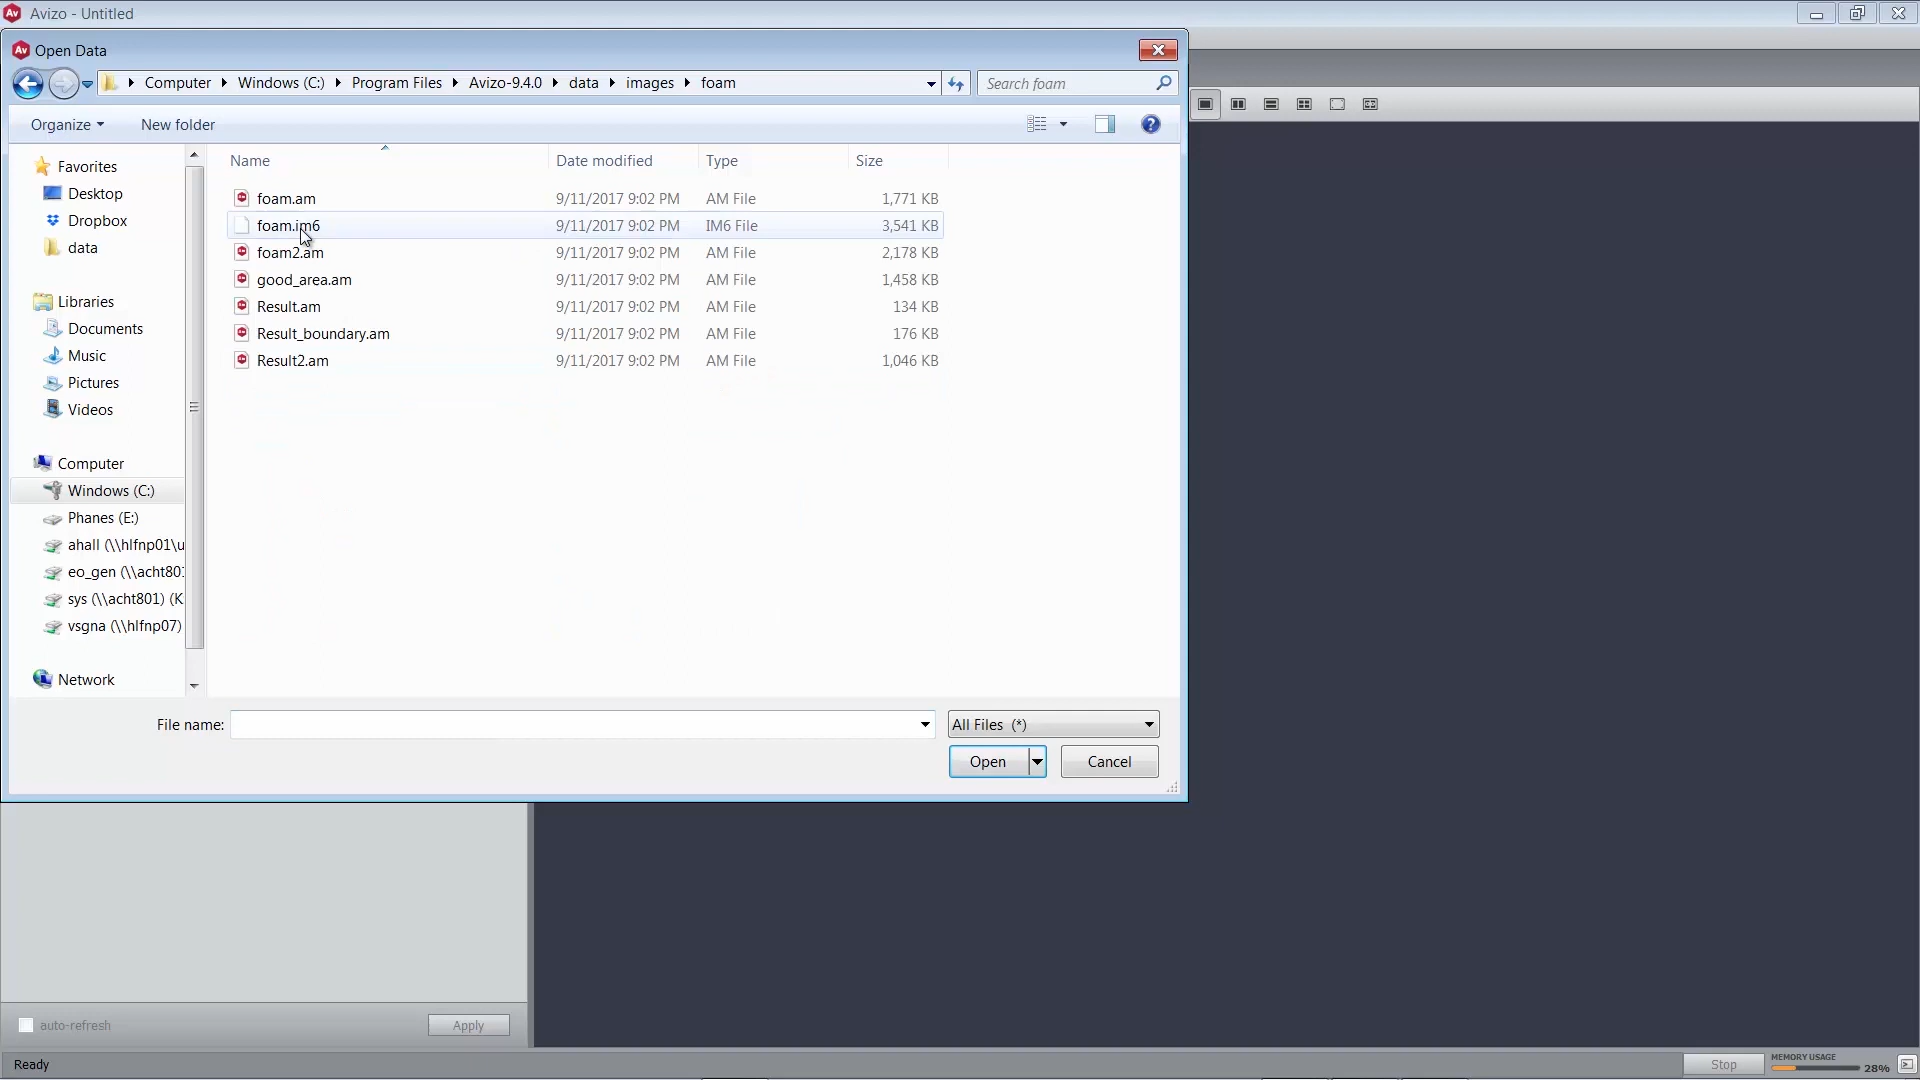 Avizo - Untitled
Open Data
Computer Windows (C:) Program Files Avizo-9.4.0 data images foam
Search foam
Organize New folder
Name Date modified Type Size
Favorites
Desktop
Dropbox
data
Libraries
Documents
Music
Pictures
Videos
Computer
Windows (C:)
Phanes (E:)
ahall (\\hlfnp01\u
eo_gen (\\acht801
sys (\\acht801) (K
vsgna (\\hlfnp07)
Network
foam.am 9/11/2017 9:02 PM AM File 1,771 KB
foam.im6 9/11/2017 9:02 PM IM6 File 3,541 KB
foam2.am 9/11/2017 9:02 PM AM File 2,178 KB
good_area.am 9/11/2017 9:02 PM AM File 1,458 KB
Result.am 9/11/2017 9:02 PM AM File 134 KB
Result_boundary.am 9/11/2017 9:02 PM AM File 176 KB
Result2.am 9/11/2017 9:02 PM AM File 1,046 KB
File name: All Files (*)
Open Cancel
auto-refresh Apply
Ready Stop MEMORY USAGE 28%